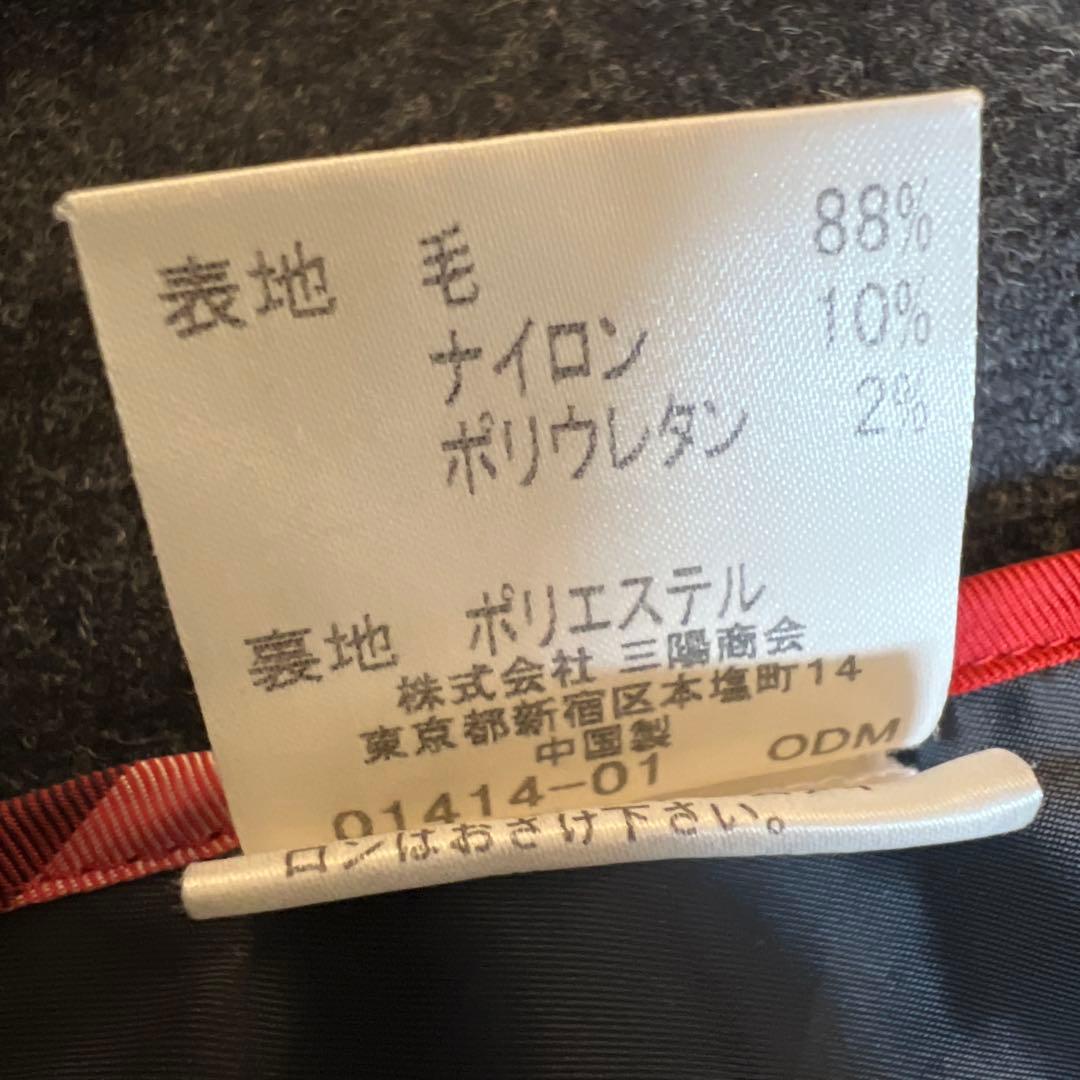 表地 毛 88%
ナイロン 10%
ポリウレタン 2%
裏地 ポリエステル
株式会社 三陽商会
東京都新宿区本塩町14
中国製 ODM
01414-01
ロンはおさけ下さい。